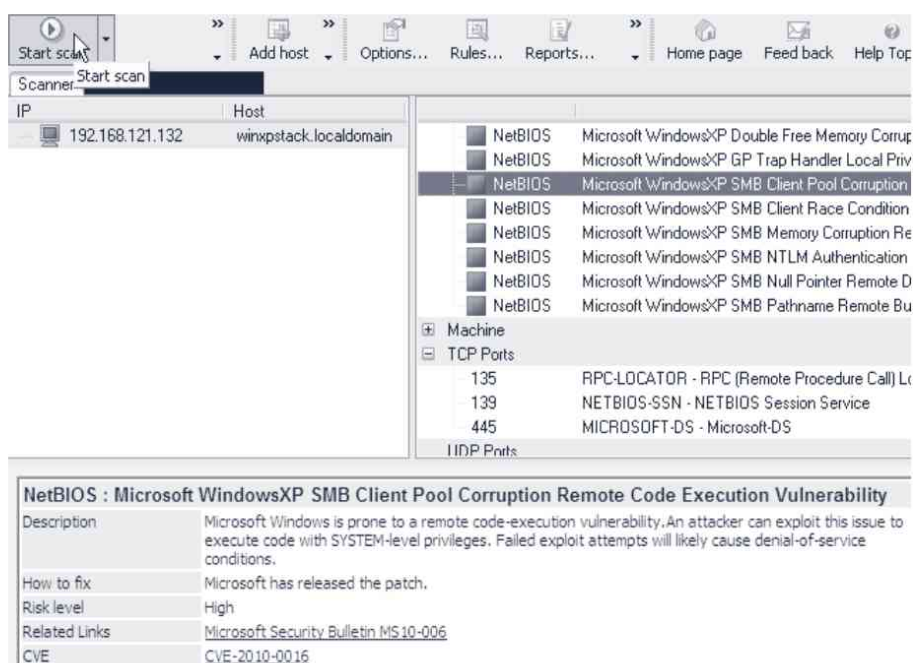 » » »
Start scan Add host Options... Rules... Reports... Home page Feed back Help Top
Start scan
Scanner
IP Host
192.168.121.132 winxpstack.localdomain
NetBIOS Microsoft WindowsXP Double Free Memory Corrup
NetBIOS Microsoft WindowsXP GP Trap Handler Local Priv
NetBIOS Microsoft WindowsXP SMB Client Pool Corruption
NetBIOS Microsoft WindowsXP SMB Client Race Condition
NetBIOS Microsoft WindowsXP SMB Memory Corruption Re
NetBIOS Microsoft WindowsXP SMB NTLM Authentication
NetBIOS Microsoft WindowsXP SMB Null Pointer Remote D
NetBIOS Microsoft WindowsXP SMB Pathname Remote Bu
Machine
TCP Ports
135 RPC-LOCATOR - RPC (Remote Procedure Call) Lo
139 NETBIOS-SSN - NETBIOS Session Service
445 MICROSOFT-DS - Microsoft-DS
UDP Ports
NetBIOS : Microsoft WindowsXP SMB Client Pool Corruption Remote Code Execution Vulnerability
Description Microsoft Windows is prone to a remote code-execution vulnerability.An attacker can exploit this issue to
execute code with SYSTEM-level privileges. Failed exploit attempts will likely cause denial-of-service
conditions.
How to fix Microsoft has released the patch.
Risk level High
Related Links Microsoft Security Bulletin MS10-006
CVE CVE-2010-0016